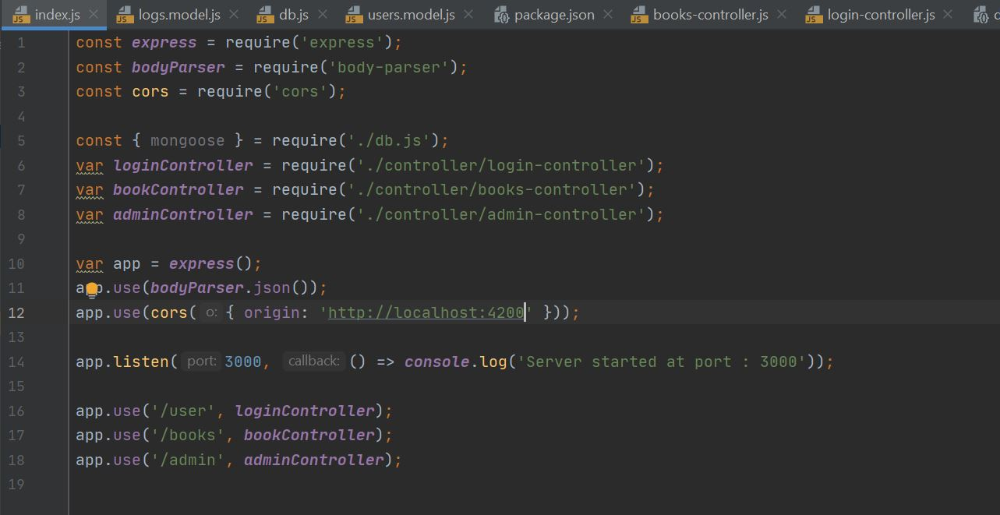 index.js logs.model.js db.js users.model.js package.json books-controller.js login-controller.js
1 const express = require('express');
2 const bodyParser = require('body-parser');
3 const cors = require('cors');
4
5 const { mongoose } = require('./db.js');
6 var loginController = require('./controller/login-controller');
7 var bookController = require('./controller/books-controller');
8 var adminController = require('./controller/admin-controller');
9
10 var app = express();
11 app.use(bodyParser.json());
12 app.use(cors( o: { origin: 'http://localhost:4200' }));
13
14 app.listen( port: 3000, callback: () => console.log('Server started at port : 3000'));
15
16 app.use('/user', loginController);
17 app.use('/books', bookController);
18 app.use('/admin', adminController);
19